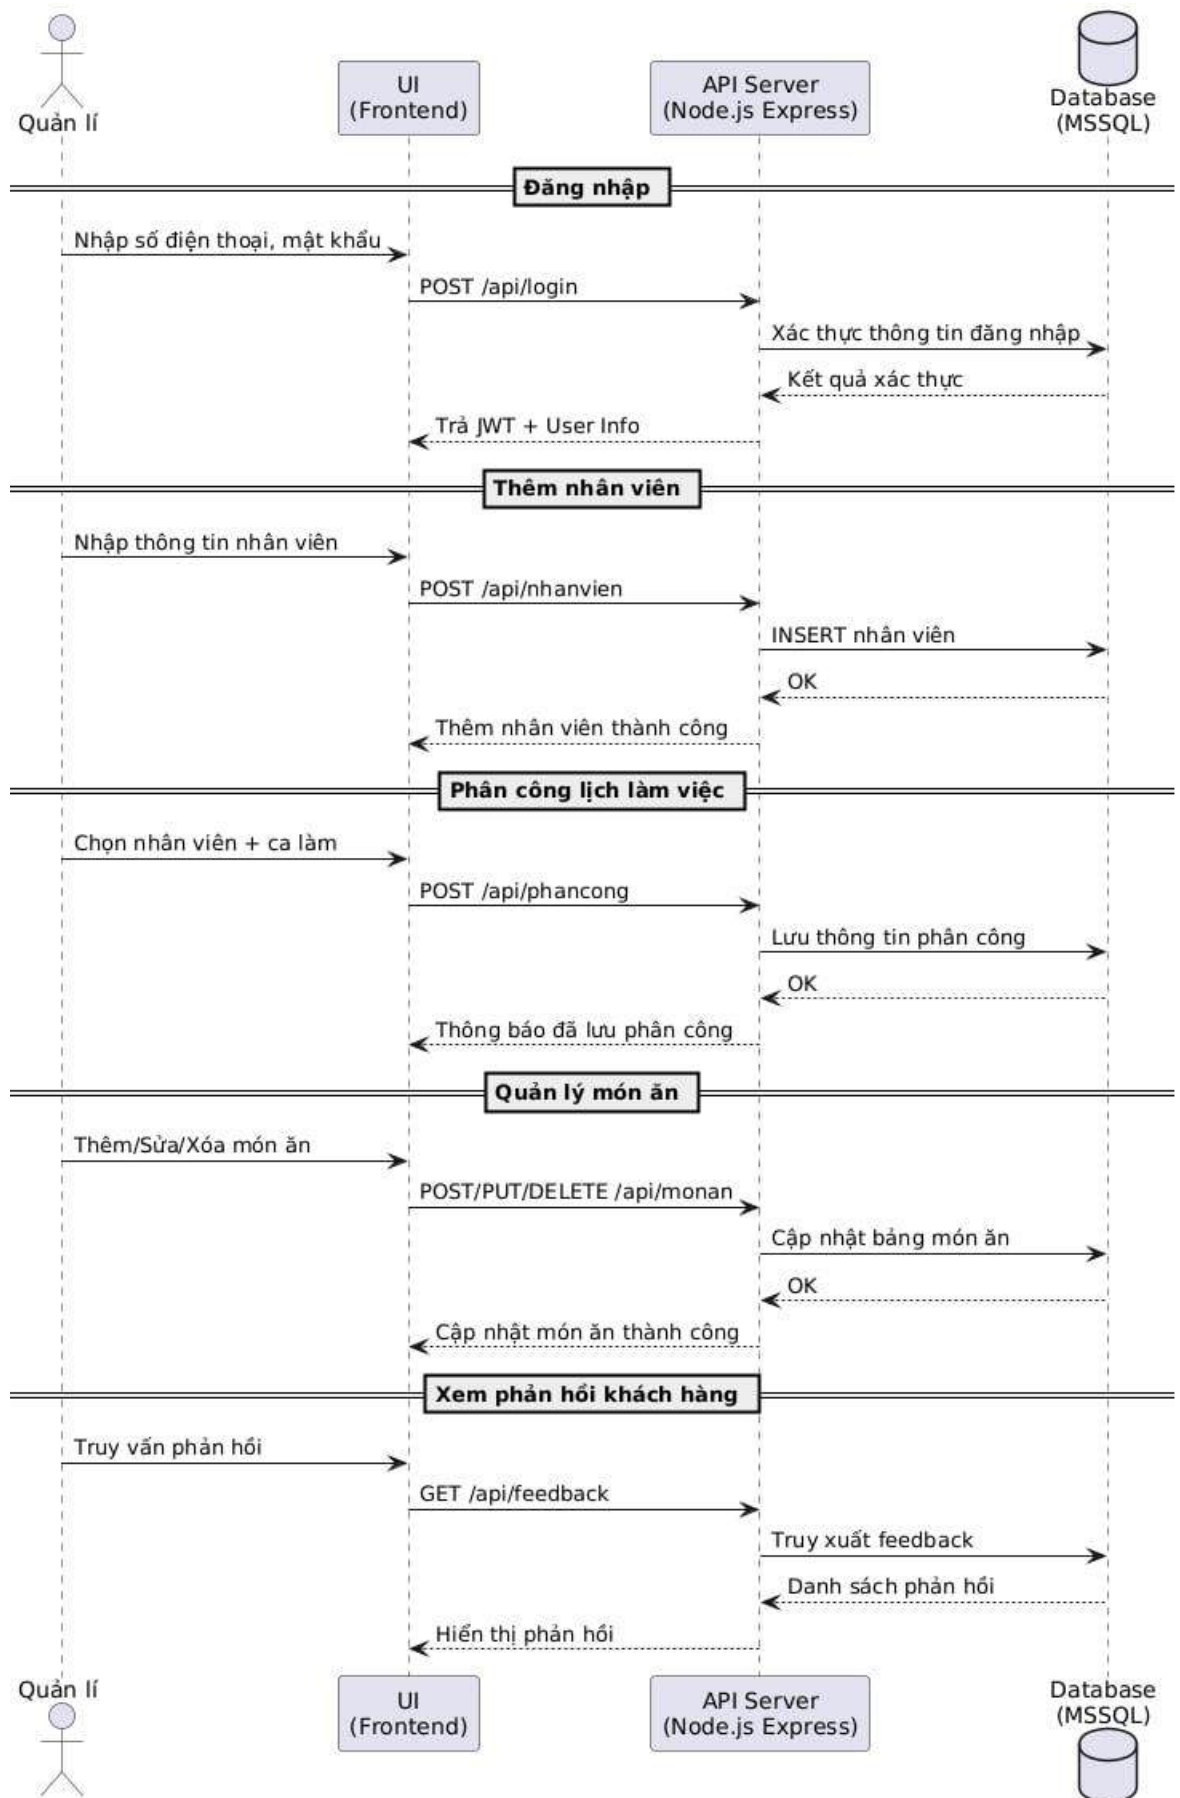 Quản lí
UI
(Frontend)
API Server
(Node.js Express)
Database
(MSSQL)
Đăng nhập
Nhập số điện thoại, mật khẩu
POST /api/login
Xác thực thông tin đăng nhập
Kết quả xác thực
Trả JWT + User Info
Thêm nhân viên
Nhập thông tin nhân viên
POST /api/nhanvien
INSERT nhân viên
OK
Thêm nhân viên thành công
Phân công lịch làm việc
Chọn nhân viên + ca làm
POST /api/phancong
Lưu thông tin phân công
OK
Thông báo đã lưu phân công
Quản lý món ăn
Thêm/Sửa/Xóa món ăn
POST/PUT/DELETE /api/monan
Cập nhật bảng món ăn
OK
Cập nhật món ăn thành công
Xem phản hồi khách hàng
Truy vấn phản hồi
GET /api/feedback
Truy xuất feedback
Danh sách phản hồi
Hiển thị phản hồi
Quản lí
UI
(Frontend)
API Server
(Node.js Express)
Database
(MSSQL)